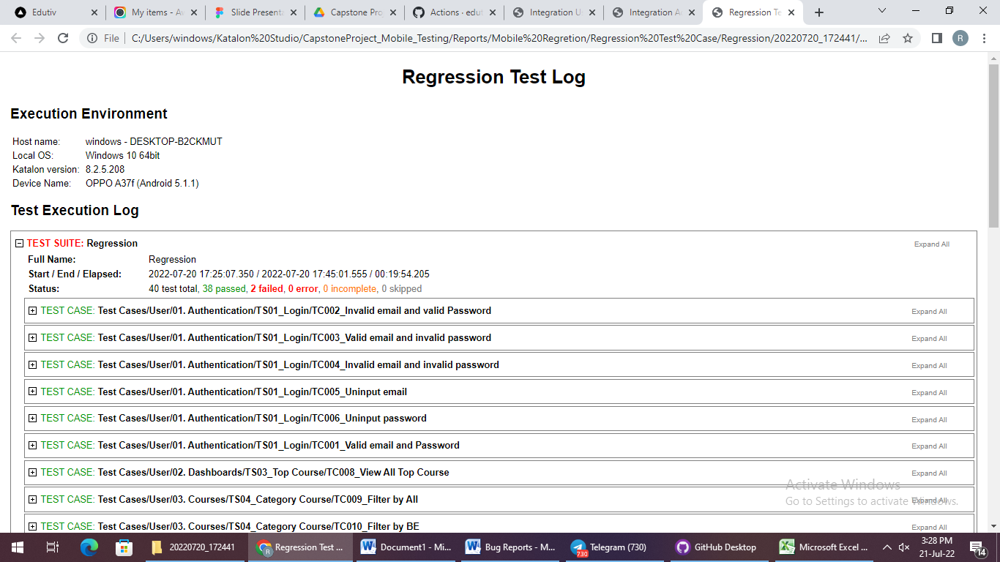 Edutiv
My items - Av
Slide Presenta
Capstone Pro
Actions · edut
Integration U
Integration A
Regression Te
File
C:/Users/windows/Katalon%20Studio/CapstoneProject_Mobile_Testing/Reports/Mobile%20Regretion/Regression%20Test%20Case/Regression/20220720_172441/...
R
Regression Test Log
Execution Environment
Host name: windows - DESKTOP-B2CKMUT
Local OS: Windows 10 64bit
Katalon version: 8.2.5.208
Device Name: OPPO A37f (Android 5.1.1)
Test Execution Log
TEST SUITE: Regression Expand All
Full Name: Regression
Start / End / Elapsed: 2022-07-20 17:25:07.350 / 2022-07-20 17:45:01.555 / 00:19:54.205
Status: 40 test total, 38 passed, 2 failed, 0 error, 0 incomplete, 0 skipped
TEST CASE: Test Cases/User/01. Authentication/TS01_Login/TC002_Invalid email and valid Password Expand All
TEST CASE: Test Cases/User/01. Authentication/TS01_Login/TC003_Valid email and invalid password Expand All
TEST CASE: Test Cases/User/01. Authentication/TS01_Login/TC004_Invalid email and invalid password Expand All
TEST CASE: Test Cases/User/01. Authentication/TS01_Login/TC005_Uninput email Expand All
TEST CASE: Test Cases/User/01. Authentication/TS01_Login/TC006_Uninput password Expand All
TEST CASE: Test Cases/User/01. Authentication/TS01_Login/TC001_Valid email and Password Expand All
TEST CASE: Test Cases/User/02. Dashboards/TS03_Top Course/TC008_View All Top Course Expand All
Activate Windows
TEST CASE: Test Cases/User/03. Courses/TS04_Category Course/TC009_Filter by All Expand All
Go to Settings to activate Windows.
TEST CASE: Test Cases/User/03. Courses/TS04_Category Course/TC010_Filter by BE Expand All
20220720_172441
R
Regression Test ...
Document1 - Mi...
Bug Reports - M...
730
Telegram (730)
GitHub Desktop
Microsoft Excel ...
3:28 PM
21-Jul-22
14